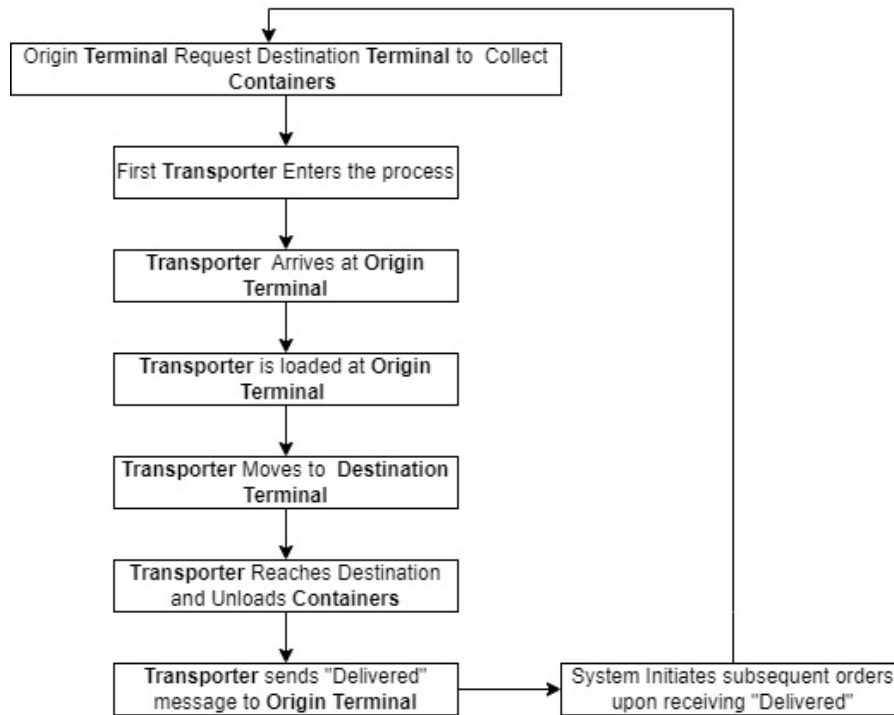 Origin Terminal Request Destination Terminal to Collect
Containers
First Transporter Enters the process
Transporter Arrives at Origin
Terminal
Transporter is loaded at Origin
Terminal
Transporter Moves to Destination
Terminal
Transporter Reaches Destination
and Unloads Containers
Transporter sends "Delivered"
message to Origin Terminal
System Initiates subsequent orders
upon receiving "Delivered"